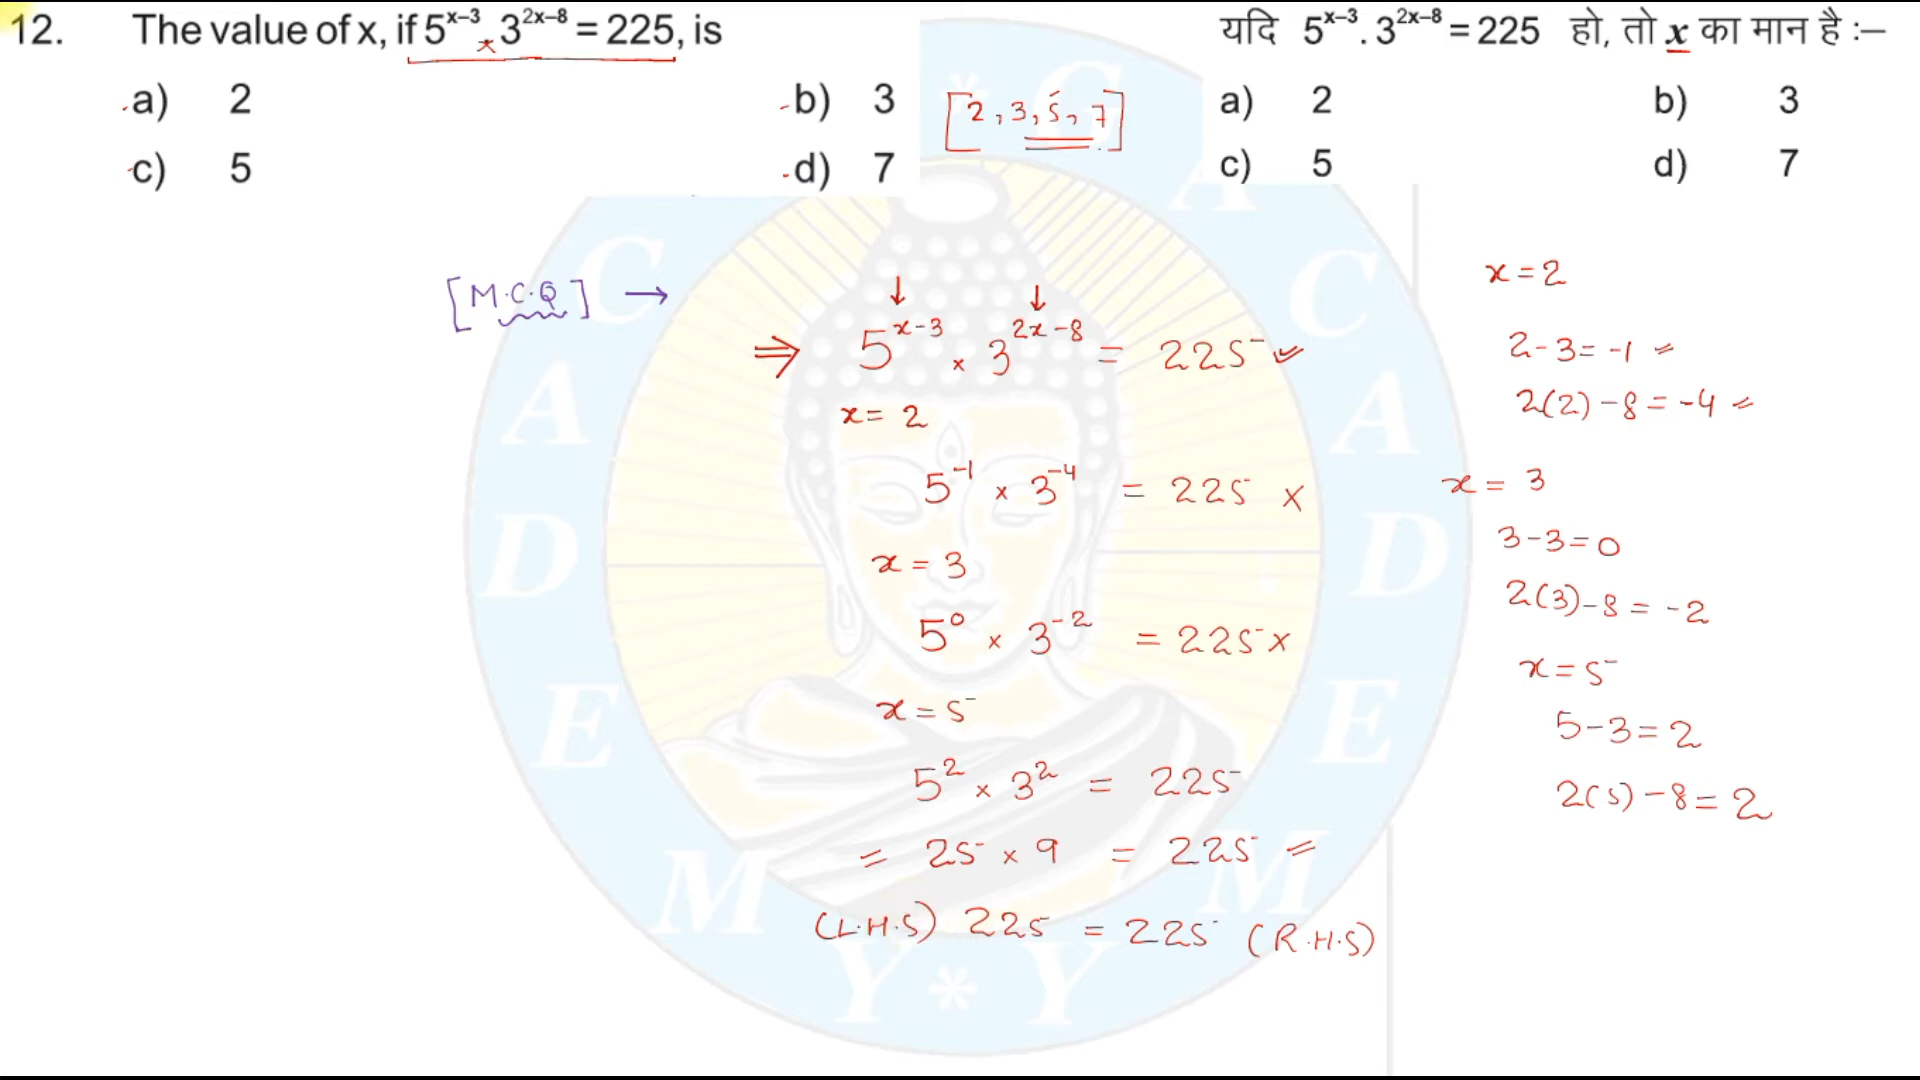 12. The value of x, if 5^{x–3} . 3^{2x–8} = 225, is
a) 2 b) 3
c) 5 d) 7
यदि 5^{x–3} . 3^{2x–8} = 225 हो, तो x का मान है :–
a) 2 b) 3
c) 5 d) 7
[2, 3, 5, 7]
[M.C.Q] →
⇒ 5^{x-3} × 3^{2x-8} = 225
x = 2
5^{-1} × 3^{-4} = 225 ×
x = 3
5^0 × 3^{-2} = 225 ×
x = 5
5^2 × 3^2 = 225
= 25 × 9 = 225
(L.H.S) 225 = 225 (R.H.S)
x = 2
2-3 = -1
2(2)-8 = -4
x = 3
3-3=0
2(3)-8 = -2
x = 5
5-3=2
2(5)-8=2
* G
A
C
A
D
E
M
Y * Y
C
A
D
E
M